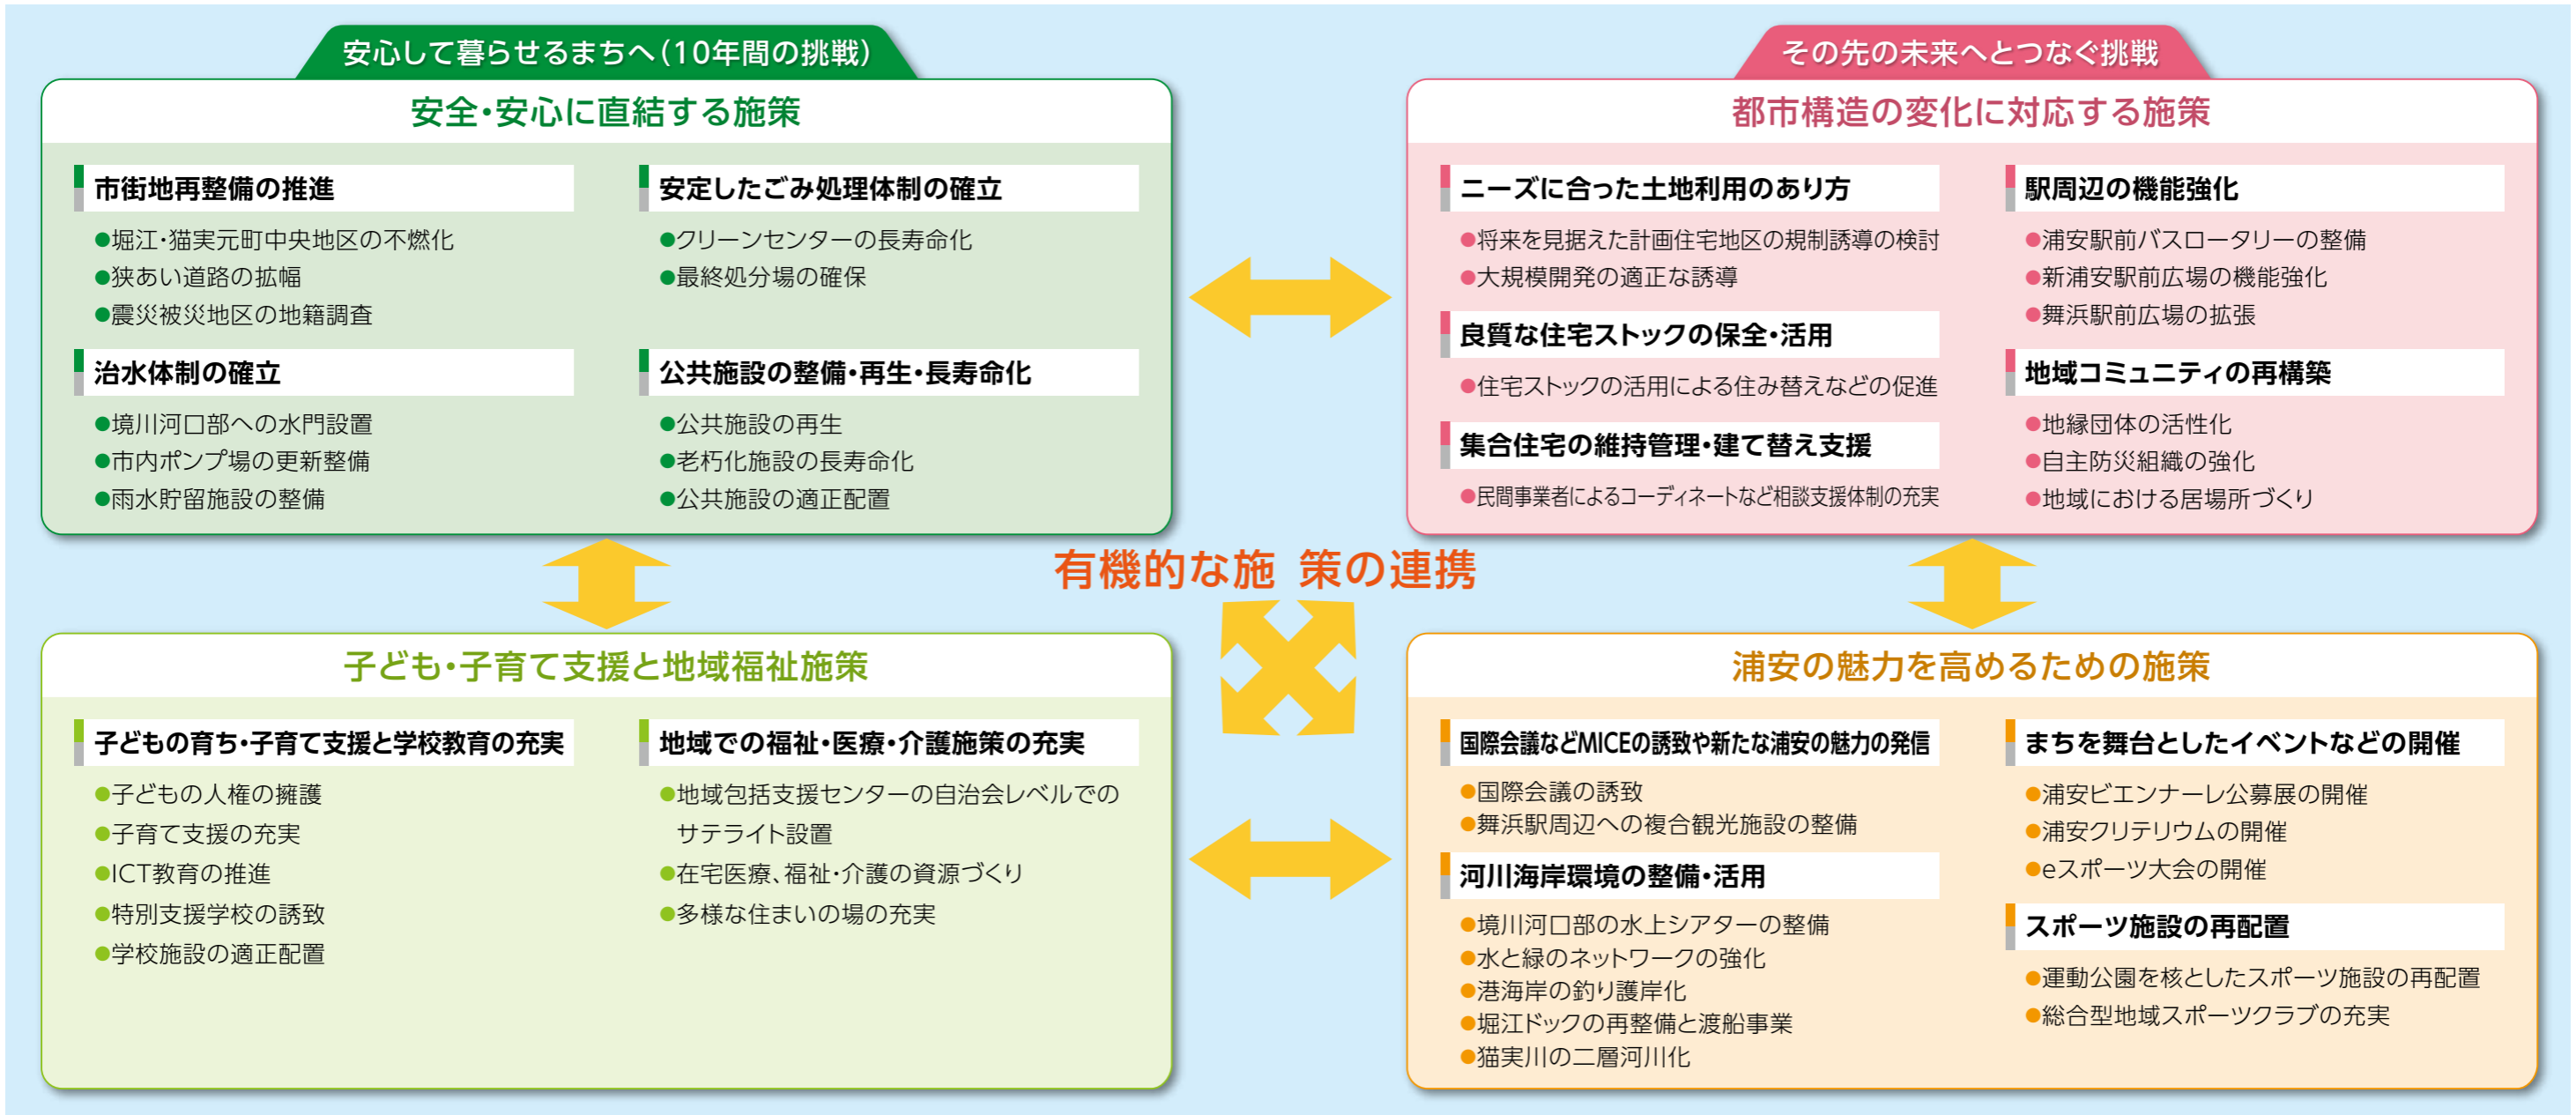 安心して暮らせるまちへ(10年間の挑戦)
安全・安心に直結する施策
市街地再整備の推進
●堀江・猫実元町中央地区の不燃化
●狭あい道路の拡幅
●震災被災地区の地籍調査
治水体制の確立
●境川河口部への水門設置
●市内ポンプ場の更新整備
●雨水貯留施設の整備
安定したごみ処理体制の確立
●クリーンセンターの長寿命化
●最終処分場の確保
公共施設の整備・再生・長寿命化
●公共施設の再生
●老朽化施設の長寿命化
●公共施設の適正配置
その先の未来へとつなぐ挑戦
都市構造の変化に対応する施策
ニーズに合った土地利用のあり方
●将来を見据えた計画住宅地区の規制誘導の検討
●大規模開発の適正な誘導
良質な住宅ストックの保全・活用
●住宅ストックの活用による住み替えなどの促進
集合住宅の維持管理・建て替え支援
●民間事業者によるコーディネートなど相談支援体制の充実
駅周辺の機能強化
●浦安駅前バスロータリーの整備
●新浦安駅前広場の機能強化
●舞浜駅前広場の拡張
地域コミュニティの再構築
●地縁団体の活性化
●自主防災組織の強化
●地域における居場所づくり
有機的な施 策の連携
子ども・子育て支援と地域福祉施策
子どもの育ち・子育て支援と学校教育の充実
●子どもの人権の擁護
●子育て支援の充実
●ICT教育の推進
●特別支援学校の誘致
●学校施設の適正配置
地域での福祉・医療・介護施策の充実
●地域包括支援センターの自治会レベルでの
サテライト設置
●在宅医療、福祉・介護の資源づくり
●多様な住まいの場の充実
浦安の魅力を高めるための施策
国際会議などMICEの誘致や新たな浦安の魅力の発信
●国際会議の誘致
●舞浜駅周辺への複合観光施設の整備
河川海岸環境の整備・活用
●境川河口部の水上シアターの整備
●水と緑のネットワークの強化
●港海岸の釣り護岸化
●堀江ドックの再整備と渡船事業
●猫実川の二層河川化
まちを舞台としたイベントなどの開催
●浦安ビエンナーレ公募展の開催
●浦安クリテリウムの開催
●eスポーツ大会の開催
スポーツ施設の再配置
●運動公園を核としたスポーツ施設の再配置
●総合型地域スポーツクラブの充実